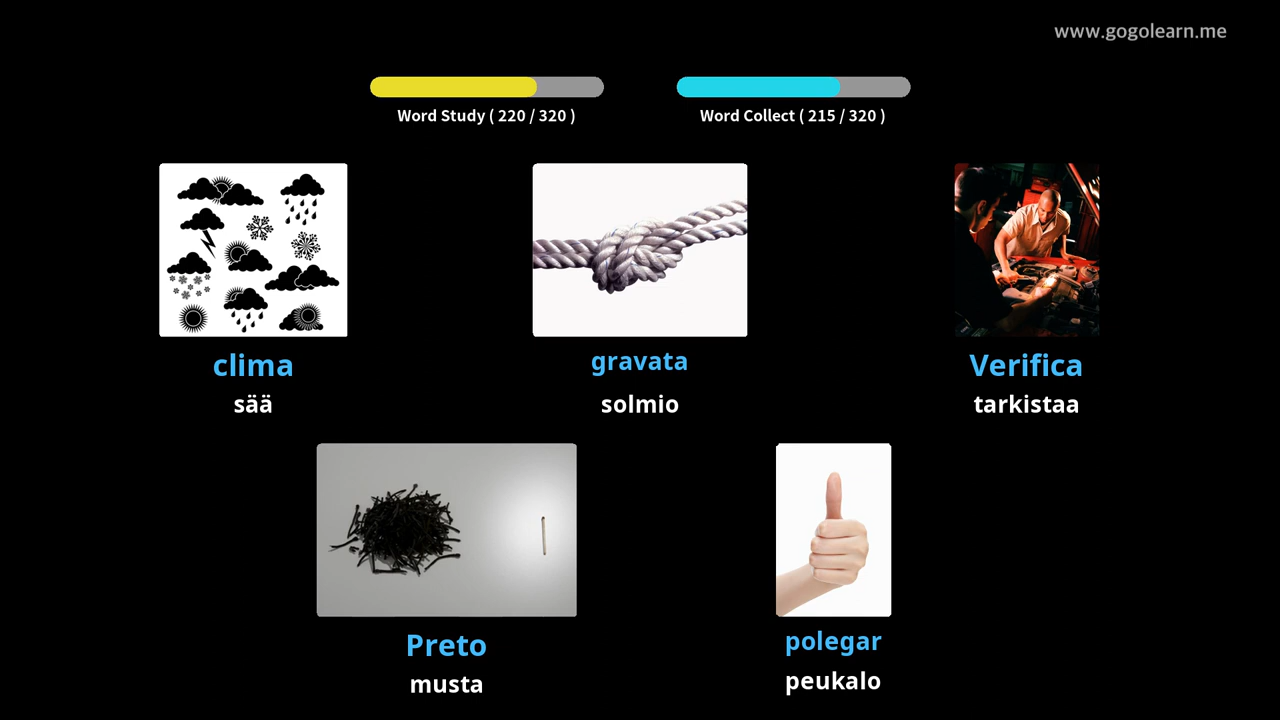 www.gogolearn.me
Word Study ( 220 / 320 )
Word Collect ( 215 / 320 )
clima
sää
gravata
solmio
Verifica
tarkistaa
Preto
musta
polegar
peukalo